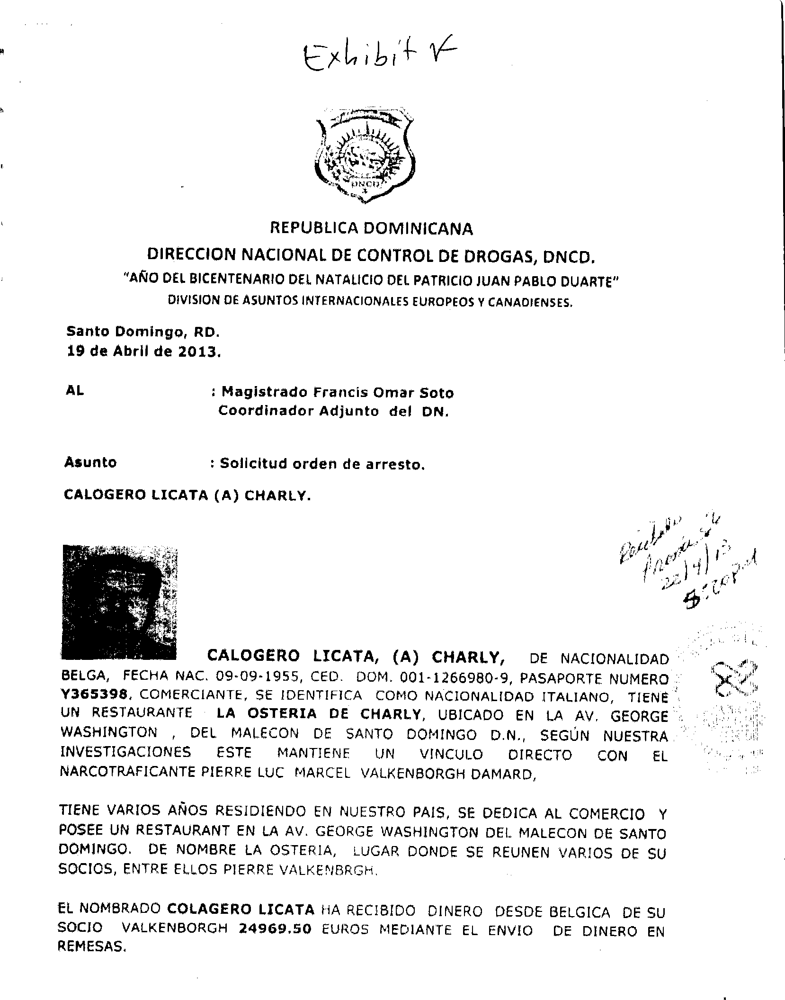 Exhibit V
DNCD
REPUBLICA DOMINICANA
DIRECCION NACIONAL DE CONTROL DE DROGAS, DNCD.
"AÑO DEL BICENTENARIO DEL NATALICIO DEL PATRICIO JUAN PABLO DUARTE"
DIVISION DE ASUNTOS INTERNACIONALES EUROPEOS Y CANADIENSES.
Santo Domingo, RD.
19 de Abril de 2013.
AL : Magistrado Francis Omar Soto
Coordinador Adjunto del DN.
Asunto : Solicitud orden de arresto.
CALOGERO LICATA (A) CHARLY.
22/4/13
CALOGERO LICATA, (A) CHARLY, DE NACIONALIDAD
BELGA, FECHA NAC. 09-09-1955, CED. DOM. 001-1266980-9, PASAPORTE NUMERO
Y365398, COMERCIANTE, SE IDENTIFICA COMO NACIONALIDAD ITALIANO, TIENE
UN RESTAURANTE LA OSTERIA DE CHARLY, UBICADO EN LA AV. GEORGE
WASHINGTON , DEL MALECON DE SANTO DOMINGO D.N., SEGÚN NUESTRA
INVESTIGACIONES ESTE MANTIENE UN VINCULO DIRECTO CON EL
NARCOTRAFICANTE PIERRE LUC MARCEL VALKENBORGH DAMARD,
TIENE VARIOS AÑOS RESIDIENDO EN NUESTRO PAIS, SE DEDICA AL COMERCIO Y
POSEE UN RESTAURANT EN LA AV. GEORGE WASHINGTON DEL MALECON DE SANTO
DOMINGO. DE NOMBRE LA OSTERIA, LUGAR DONDE SE REUNEN VARIOS DE SU
SOCIOS, ENTRE ELLOS PIERRE VALKENBRGH.
EL NOMBRADO COLAGERO LICATA HA RECIBIDO DINERO DESDE BELGICA DE SU
SOCIO VALKENBORGH 24969.50 EUROS MEDIANTE EL ENVIO DE DINERO EN
REMESAS.